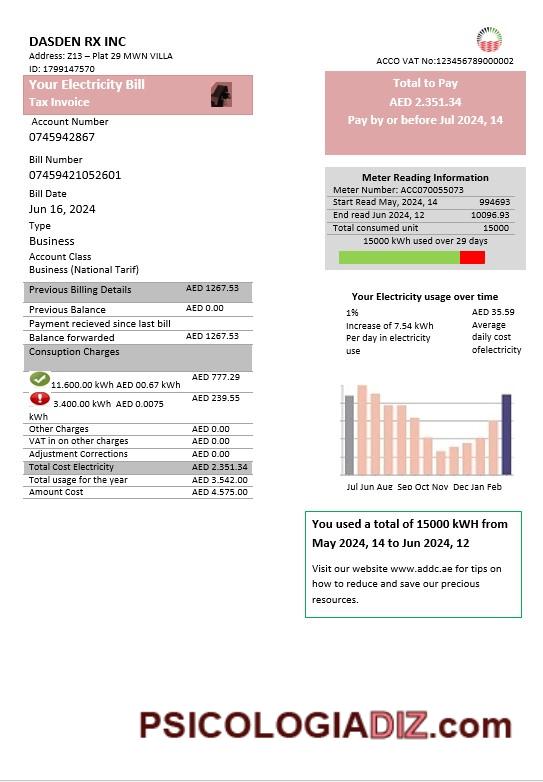 DASDEN RX INC
Address: Z13 – Plat 29 MWN VILLA
ID: 1799147570
ACCO VAT No:123456789000002
Your Electricity Bill
Tax Invoice
Total to Pay
AED 2.351.34
Pay by or before Jul 2024, 14
Account Number
0745942867
Bill Number
07459421052601
Bill Date
Jun 16, 2024
Type
Business
Account Class
Business (National Tarif)
Meter Reading Information
Meter Number: ACC070055073
Start Read May, 2024, 14 994693
End read Jun 2024, 12 10096.93
Total consumed unit 15000
15000 kWh used over 29 days
Previous Billing Details AED 1267.53
Previous Balance AED 0.00
Payment recieved since last bill
Balance forwarded AED 1267.53
Consuption Charges
11.600.00 kWh AED 00.67 kWh AED 777.29
3.400.00 kWh AED 0.0075 AED 239.55
kWh
Other Charges AED 0.00
VAT in on other charges AED 0.00
Adjustment Corrections AED 0.00
Total Cost Electricity AED 2.351.34
Total usage for the year AED 3.542.00
Amount Cost AED 4.575.00
Your Electricity usage over time
1% AED 35.59
Increase of 7.54 kWh Average
Per day in electricity daily cost
use ofelectricity
Jul Jun Aug Sep Oct Nov Dec Jan Feb
You used a total of 15000 kWH from
May 2024, 14 to Jun 2024, 12
Visit our website www.addc.ae for tips on
how to reduce and save our precious
resources.
PSICOLOGIADIZ.com